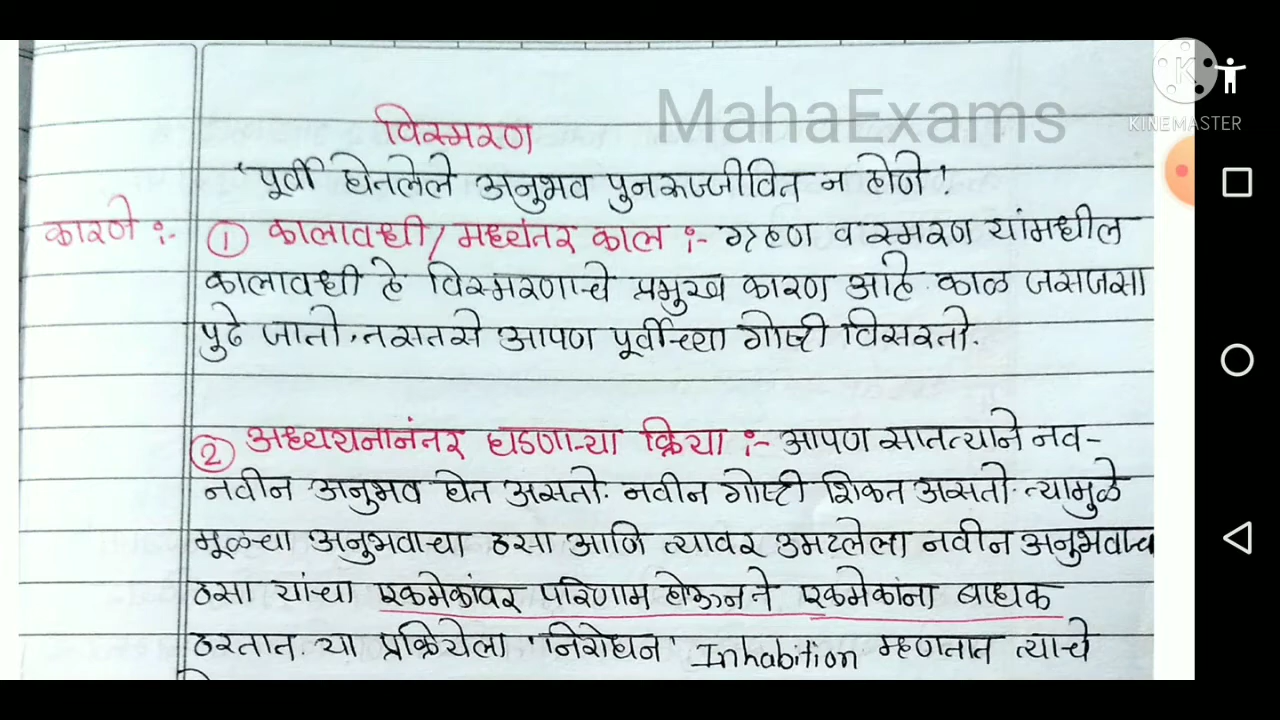 MahaExams
KINEMASTER
विस्मरण
'पूर्वी घेतलेले अनुभव पुनरुज्जीवित न होणे'
कारणे :- ① कालावधी/मध्यंतर काल :- ग्रहण व स्मरण यांमधील
कालावधी हे विस्मरणाचे प्रमुख कारण आहे. काळ जसजसा
पुढे जातो, तसतसे आपण पूर्वीच्या गोष्टी विसरतो.
② अध्ययनानंतर घडणाऱ्या क्रिया :- आपण सातत्याने नव-
नवीन अनुभव घेत असतो. नवीन गोष्टी शिकत असतो. त्यामुळे
मूळच्या अनुभवाचा ठसा आणि त्यावर उमटलेला नवीन अनुभवाच
ठसा यांचा एकमेकांवर परिणाम होऊन ते एकमेकांना बाधक
ठरतात. या प्रक्रियेला 'निरोधन' Inhabition म्हणतात त्याचे